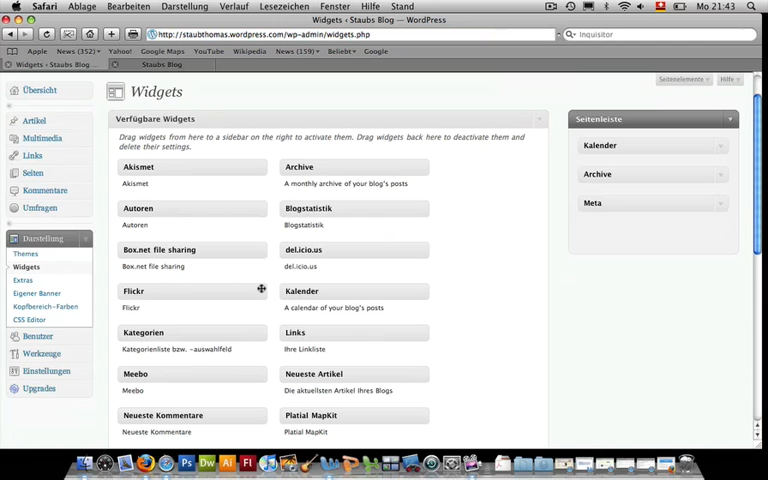 Safari Ablage Bearbeiten Darstellung Verlauf Lesezeichen Fenster Hilfe Stand Mo 21:43
Widgets ‹ Staubs Blog — WordPress
http://staubthomas.wordpress.com/wp-admin/widgets.php Inquisitor
Apple News (352) Yahoo! Google Maps YouTube Wikipedia News (159) Beliebt Google
Widgets ‹ Staubs Blog ... Staubs Blog
Seitenelemente Hilfe
Übersicht
Artikel
Multimedia
Links
Seiten
Kommentare
Umfragen
Darstellung
Themes
Widgets
Extras
Eigener Banner
Kopfbereich-Farben
CSS Editor
Benutzer
Werkzeuge
Einstellungen
Upgrades
Widgets
Verfügbare Widgets
Drag widgets from here to a sidebar on the right to activate them. Drag widgets back here to deactivate them and
delete their settings.
Akismet Archive
Akismet A monthly archive of your blog's posts
Autoren Blogstatistik
Autoren Blogstatistik
Box.net file sharing del.icio.us
Box.net file sharing del.icio.us
Flickr Kalender
Flickr A calendar of your blog's posts
Kategorien Links
Kategorienliste bzw. -auswahlfeld Ihre Linkliste
Meebo Neueste Artikel
Meebo Die aktuellsten Artikel Ihres Blogs
Neueste Kommentare Platial MapKit
Neueste Kommentare Platial MapKit
Seitenleiste
Kalender
Archive
Meta
Ps Dw Ai Fl